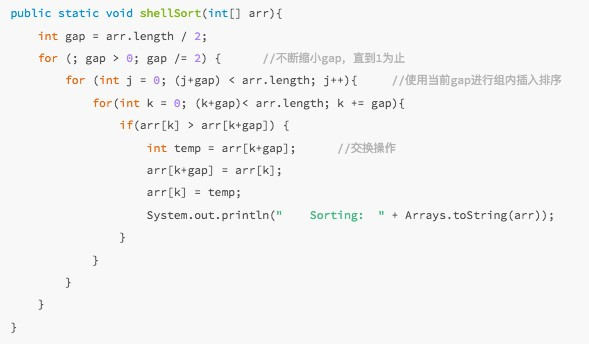 public static void shellSort(int[] arr){
    int gap = arr.length / 2;
    for (; gap > 0; gap /= 2) {      //不断缩小gap，直到1为止
        for (int j = 0; (j+gap) < arr.length; j++){     //使用当前gap进行组内插入排序
            for(int k = 0; (k+gap)< arr.length; k += gap){
                if(arr[k] > arr[k+gap]) {
                    int temp = arr[k+gap];      //交换操作
                    arr[k+gap] = arr[k];
                    arr[k] = temp;
                    System.out.println("    Sorting:  " + Arrays.toString(arr));
                }
            }
        }
    }
}